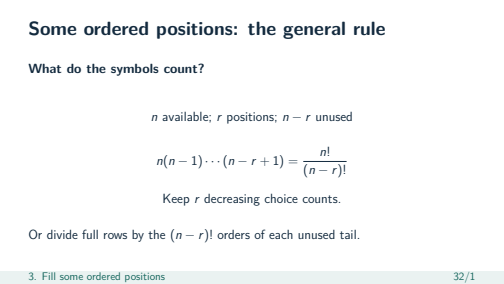 Some ordered positions: the general rule
What do the symbols count?
n available; r positions; n − r unused
n(n − 1) · · · (n − r + 1) = n! / (n − r)!
Keep r decreasing choice counts.
Or divide full rows by the (n − r)! orders of each unused tail.
3. Fill some ordered positions 32/1